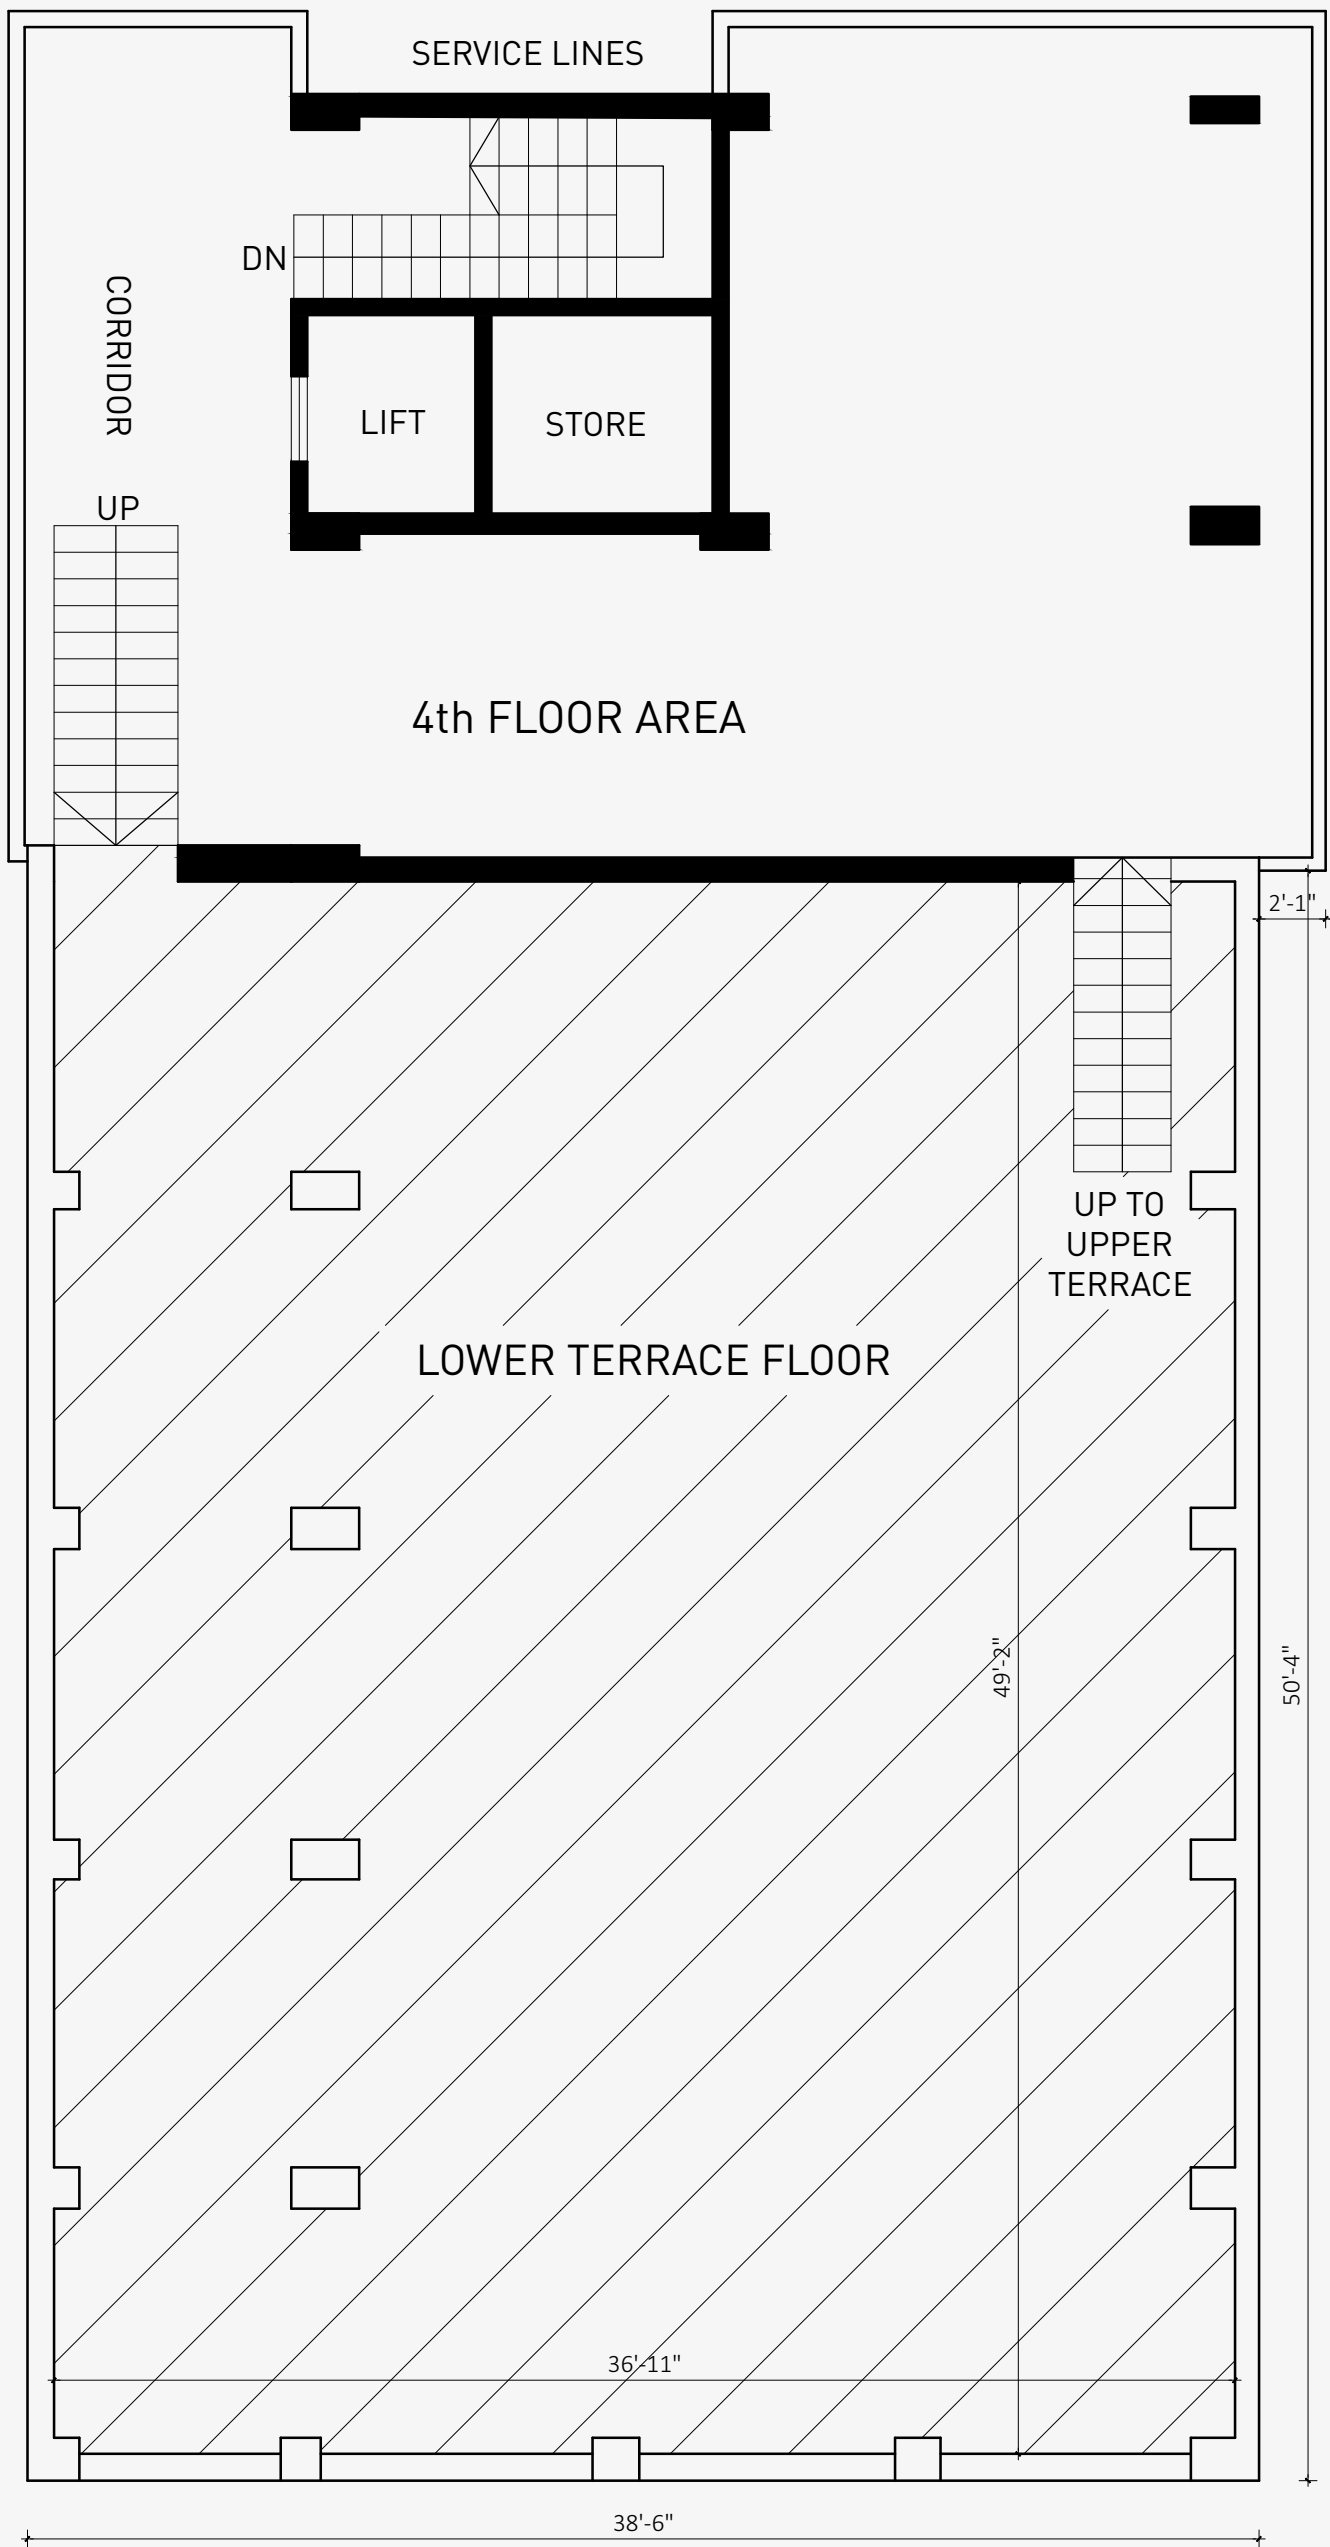 SERVICE LINES
DN
CORRIDOR
LIFT
STORE
UP
4th FLOOR AREA
2'-1"
UP TO
UPPER
TERRACE
LOWER TERRACE FLOOR
49'-2"
50'-4"
36'-11"
38'-6"